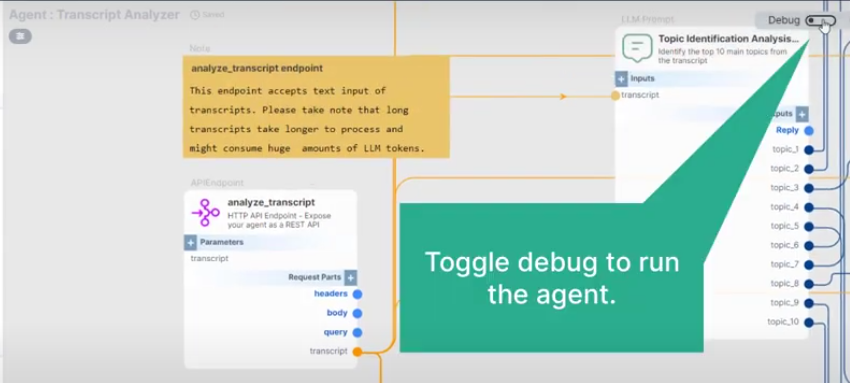 Agent : Transcript Analyzer
Saved
Debug
Note
analyze_transcript endpoint
This endpoint accepts text input of
transcripts. Please take note that long
transcripts take longer to process and
might consume huge amounts of LLM tokens.
LLM Prompt
Topic Identification Analysis...
Identify the top 10 main topics from
the transcript
Inputs
transcript
Reply
topic_1
topic_2
topic_3
topic_4
topic_5
topic_6
topic_7
topic_8
topic_9
topic_10
APIEndpoint
analyze_transcript
HTTP API Endpoint - Expose
your agent as a REST API
Parameters
transcript
Request Parts
headers
body
query
transcript
Toggle debug to run
the agent.